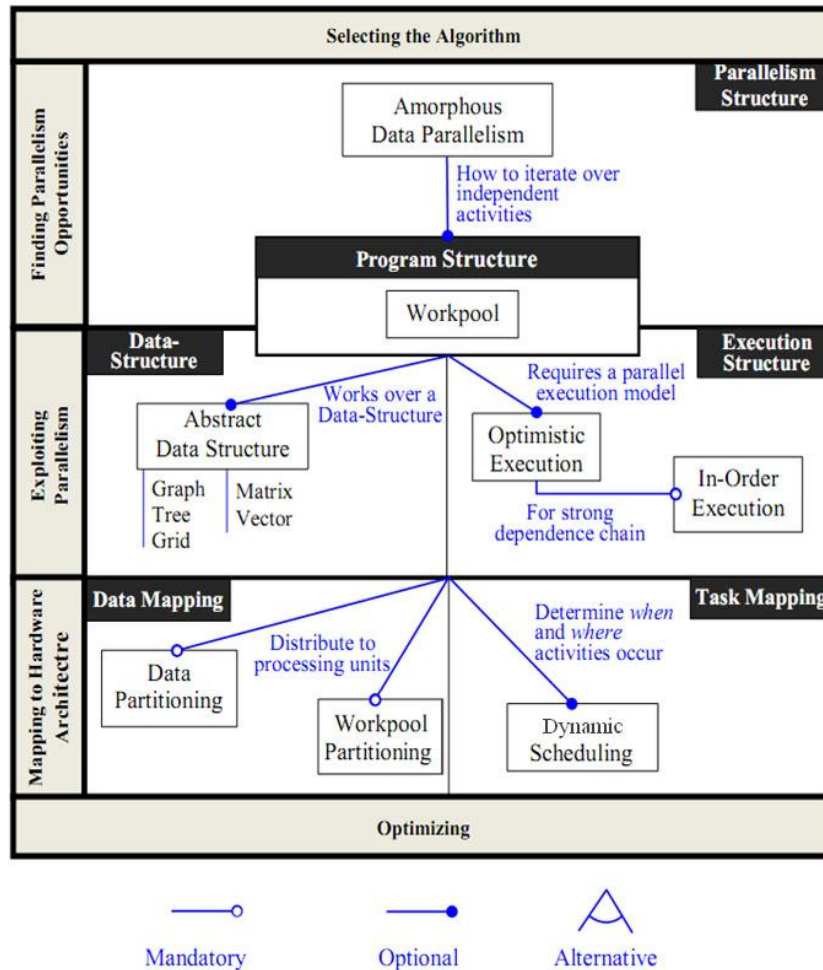 Selecting the Algorithm
Finding Parallelism
Opportunities
Parallelism
Structure
Amorphous
Data Parallelism
How to iterate over
independent
activities
Program Structure
Workpool
Exploiting
Parallelism
Data-
Structure
Execution
Structure
Works over a
Data-Structure
Requires a parallel
execution model
Abstract
Data Structure
Graph
Tree
Grid
Matrix
Vector
Optimistic
Execution
For strong
dependence chain
In-Order
Execution
Mapping to Hardware
Architectre
Data Mapping
Task Mapping
Distribute to
processing units
Determine when
and where
activities occur
Data
Partitioning
Workpool
Partitioning
Dynamic
Scheduling
Optimizing
Mandatory
Optional
Alternative